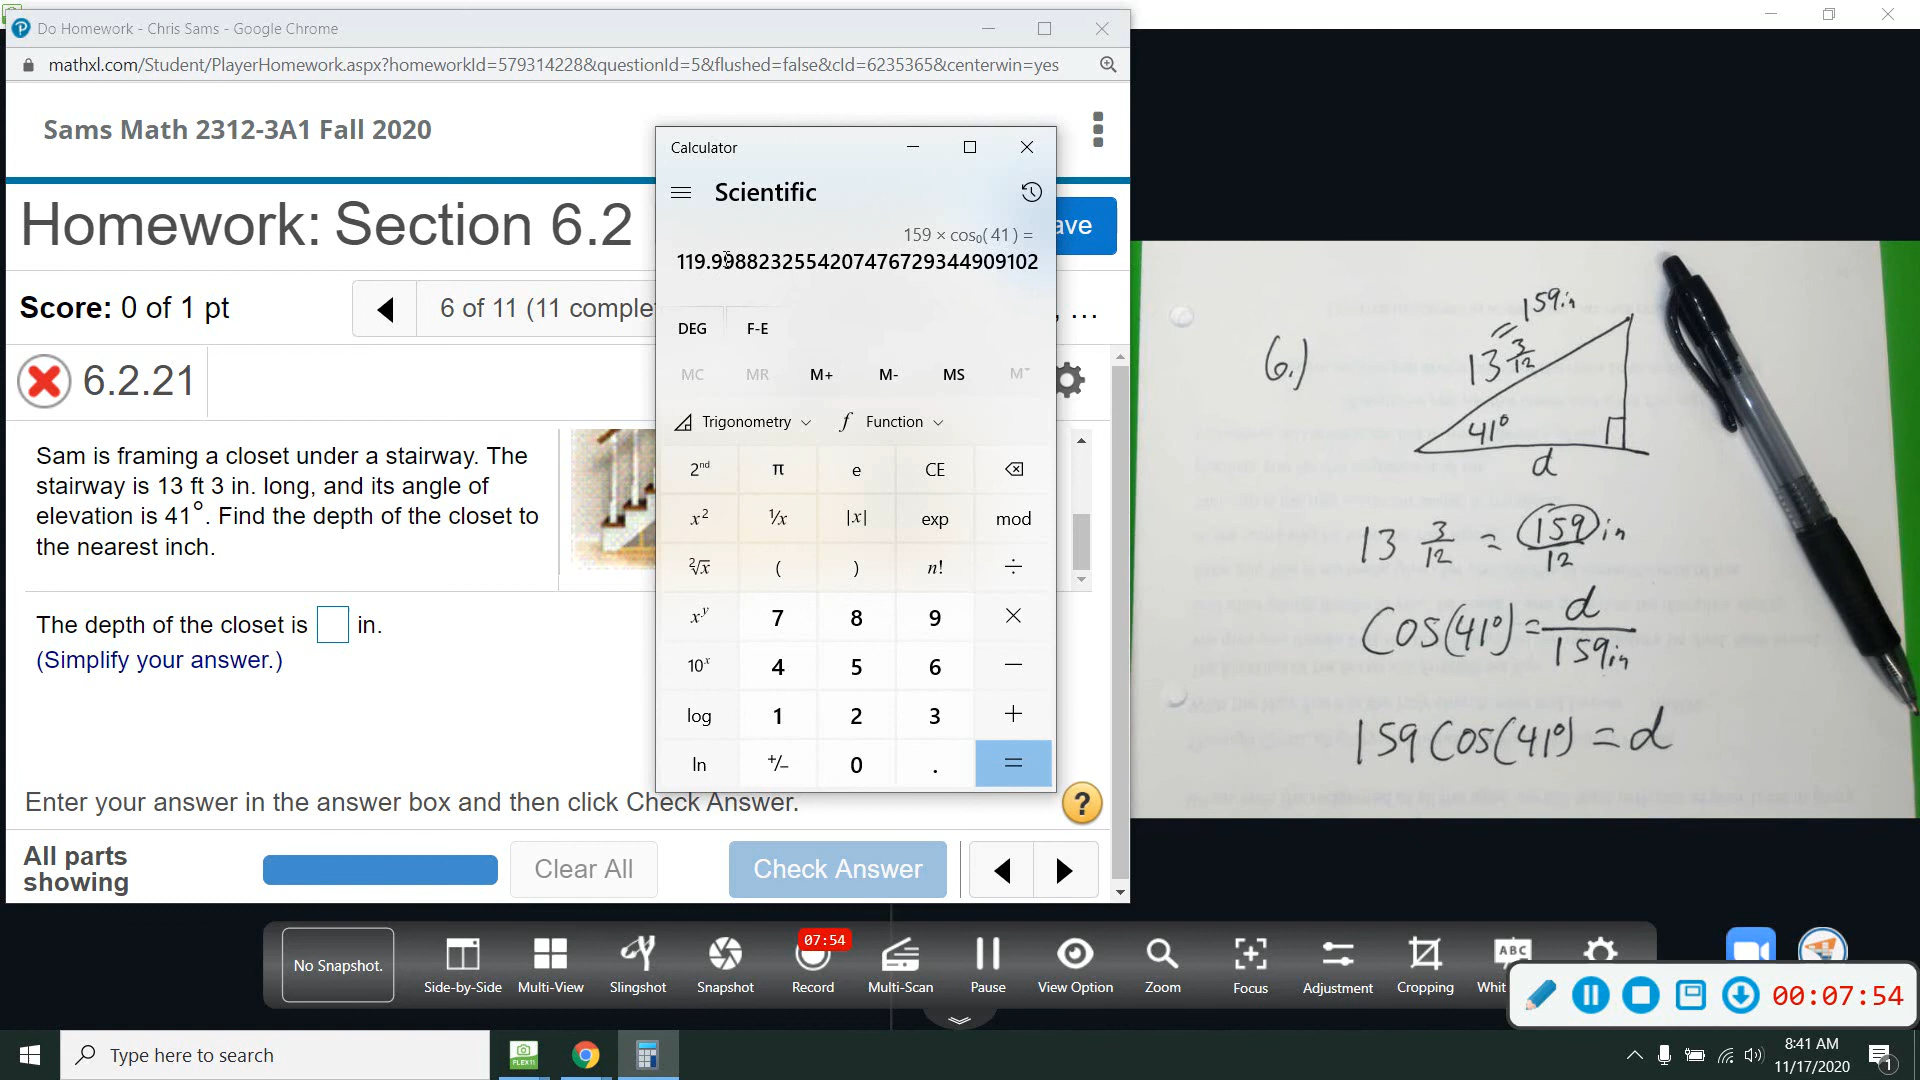 Do Homework - Chris Sams - Google Chrome
mathxl.com/Student/PlayerHomework.aspx?homeworkId=579314228&questionId=5&flushed=false&cId=6235365&centerwin=yes
Sams Math 2312-3A1 Fall 2020
Homework: Section 6.2
ave
Score: 0 of 1 pt
6 of 11 (11 comple
, ...
6.2.21
Sam is framing a closet under a stairway. The
stairway is 13 ft 3 in. long, and its angle of
elevation is 41°. Find the depth of the closet to
the nearest inch.
The depth of the closet is in.
(Simplify your answer.)
Enter your answer in the answer box and then click Check Answer.
?
All parts
showing
Clear All
Check Answer
Calculator
Scientific
159 × cos₀( 41 ) =
119.99882325542074767293449091​02
DEG F-E
MC MR M+ M- MS M˅
Trigonometry f Function
2ⁿᵈ π e CE
x² ¹/x |x| exp mod
²√x ( ) n! ÷
xʸ 7 8 9 ×
10ˣ 4 5 6 −
log 1 2 3 +
ln +/− 0 . =
6.)
159in
=
13 3/12
41°
d
13 3/12 = 159/12 in
Cos(41°) = d/159in
159 Cos(41°) = d
No Snapshot.
Side-by-Side
Multi-View
Slingshot
Snapshot
07:54
Record
Multi-Scan
Pause
View Option
Zoom
Focus
Adjustment
Cropping
ABC
Whit
00:07:54
Type here to search
FLEX11
8:41 AM
11/17/2020
1